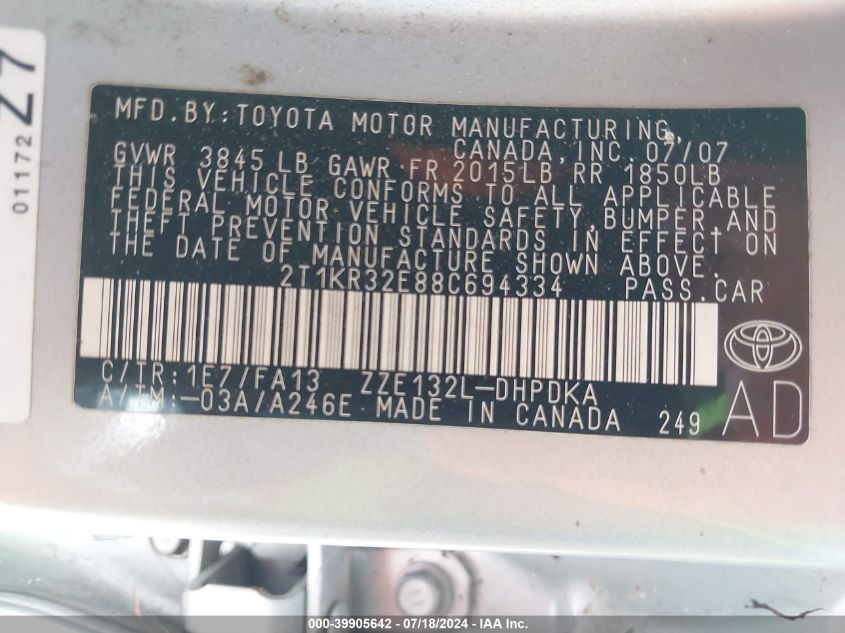 MFD.BY:TOYOTA MOTOR MANUFACTURING,
CANADA,INC. 07/07
GVWR 3845 LB GAWR FR 2015LB RR 1850LB
THIS VEHICLE CONFORMS TO ALL APPLICABLE
FEDERAL MOTOR VEHICLE SAFETY,BUMPER,AND
THEFT PREVENTION STANDARDS IN EFFECT ON
THE DATE OF MANUFACTURE SHOWN ABOVE.
2T1KR32E88C694334 PASS.CAR
C/TR:1E7/FA13 ZZE132L-DHPDKA
A/TM:-03A/A246E MADE IN CANADA 249
AD
01172
Z7
000-39905642 - 07/18/2024 - IAA Inc.